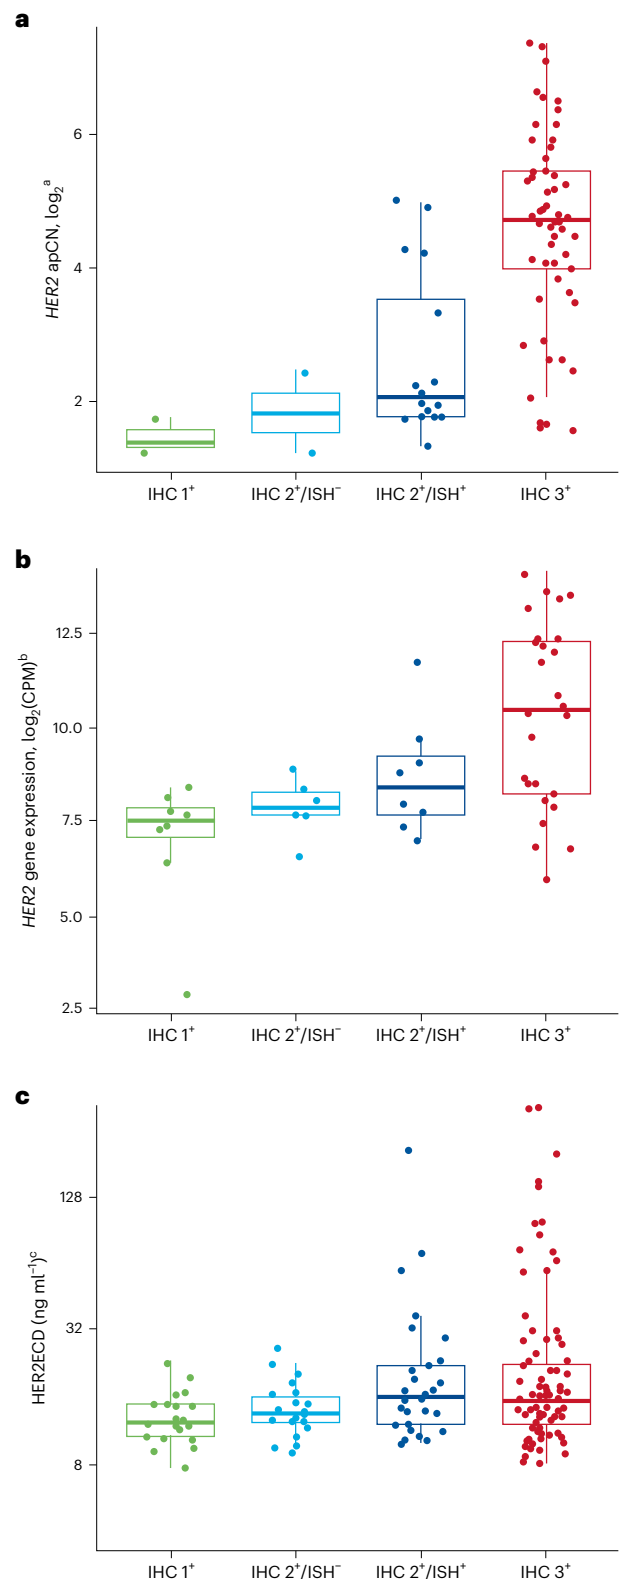 a
6
4
2
HER2 apCN, log₂ᵃ
IHC 1⁺ IHC 2⁺/ISH⁻ IHC 2⁺/ISH⁺ IHC 3⁺
b
12.5
10.0
7.5
5.0
2.5
HER2 gene expression, log₂(CPM)ᵇ
IHC 1⁺ IHC 2⁺/ISH⁻ IHC 2⁺/ISH⁺ IHC 3⁺
c
128
32
8
HER2ECD (ng ml⁻¹)ᶜ
IHC 1⁺ IHC 2⁺/ISH⁻ IHC 2⁺/ISH⁺ IHC 3⁺